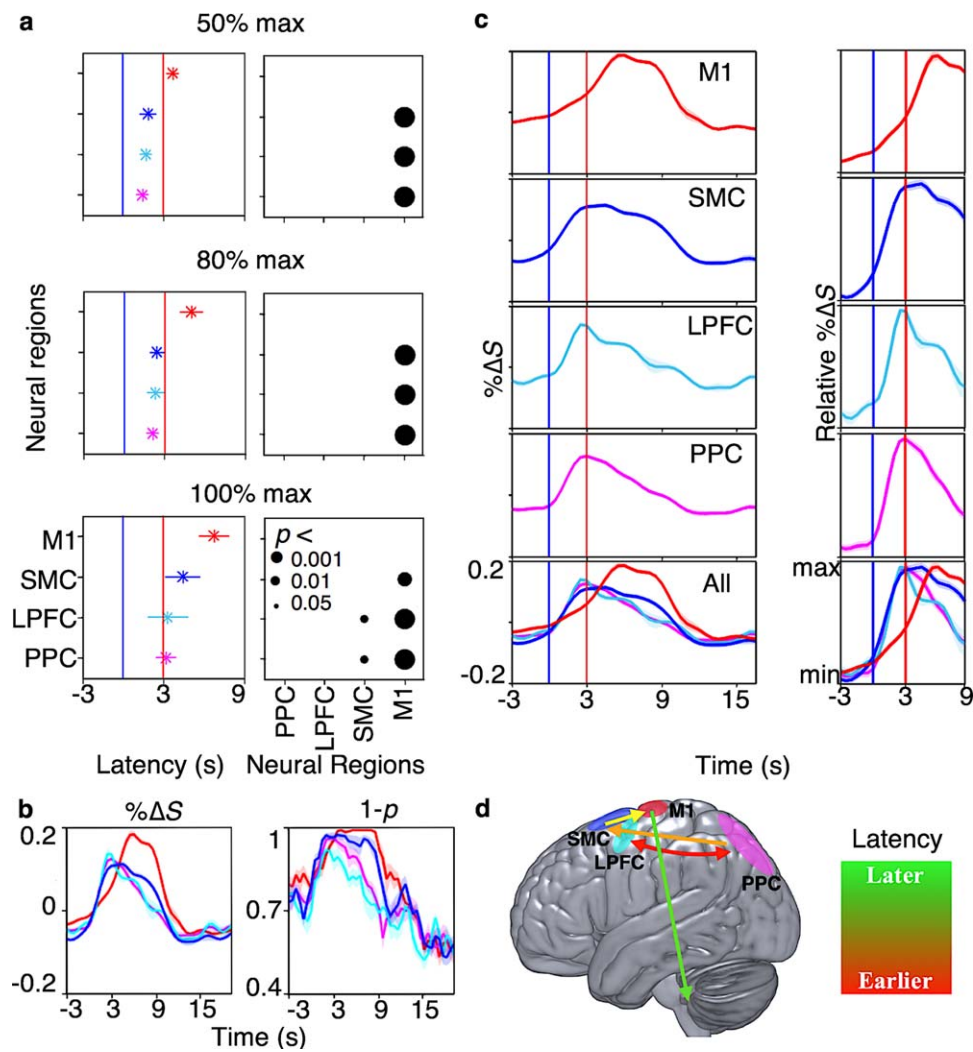 a
50% max
80% max
Neural regions
100% max
M1
SMC
LPFC
PPC
-3
3
9
Latency (s)
p <
0.001
0.01
0.05
PPC
LPFC
SMC
M1
Neural Regions
b
%ΔS
0.2
0
-0.2
-3 3 9 15
1-p
1
0.7
0.4
-3 3 9 15
Time (s)
c
%ΔS
M1
SMC
LPFC
PPC
All
0.2
-0.2
-3 3 9 15
Relative %ΔS
max
min
-3 3 9
Time (s)
d
M1
SMC
LPFC
PPC
Latency
Later
Earlier